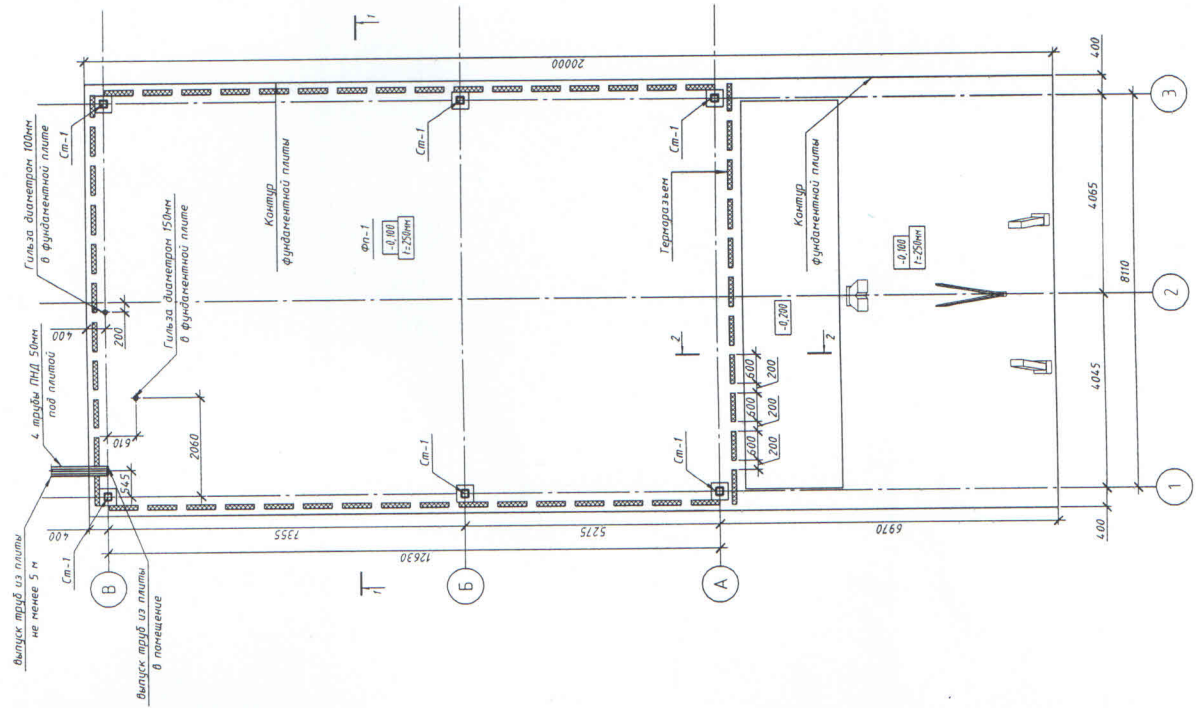 Выпуск труб из плиты
не менее 5 м
4 трубы ПНД 50мм
под плитой
Гильза диаметром 100мм
в фундаментной плите
Гильза диаметром 150мм
в фундаментной плите
Выпуск труб из плиты
в помещение
Ст-1
Ст-1
Ст-1
Ст-1
Ст-1
Ст-1
400
400
200
610
545
2060
Контур
фундаментной плиты
Фп-1
-0,100
t=250мм
Терморазъем
Контур
фундаментной плиты
-0,100
t=250мм
-0,200
1
1
2
2
600
200
600
200
600
200
7355
5275
12630
6970
20000
400
400
4045
4065
8110
В
Б
А
1
2
3